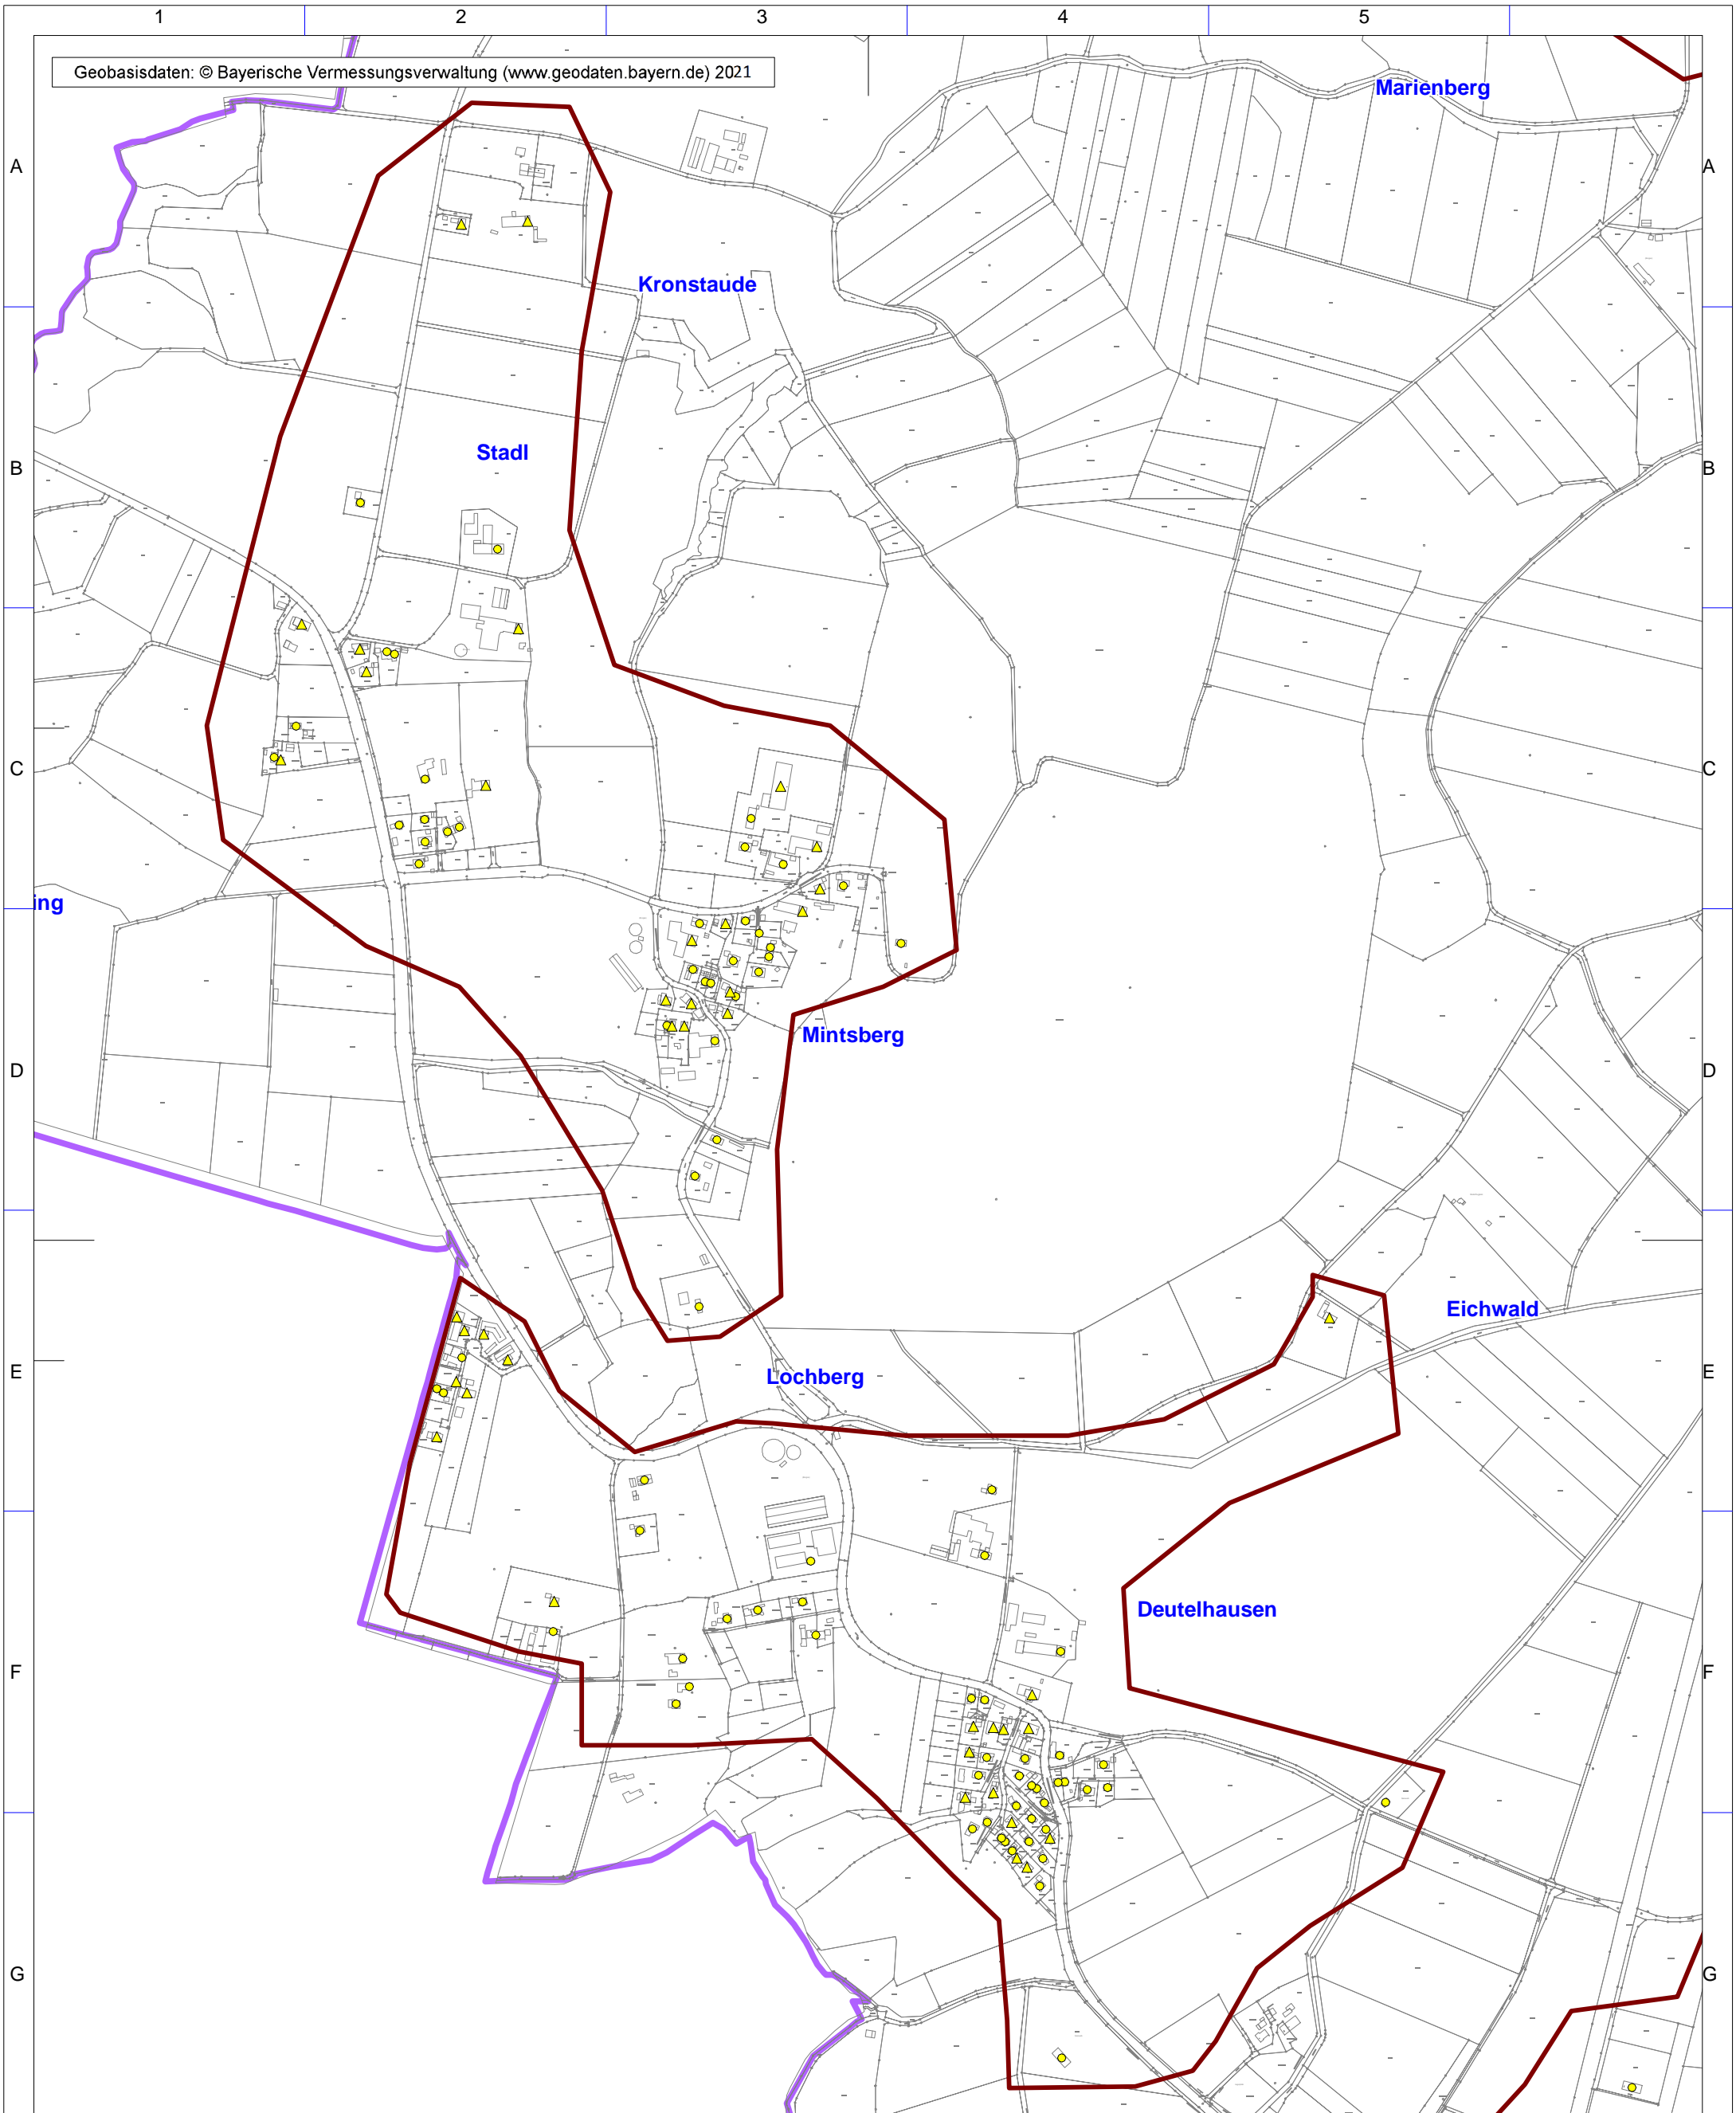 1 2 3 4 5
Geobasisdaten: © Bayerische Vermessungsverwaltung (www.geodaten.bayern.de) 2021
Marienberg
A A
Kronstaude
Stadl
B B
C C
ing
Mintsberg
D D
Eichwald
E E
Lochberg
Deutelhausen
F F
G G